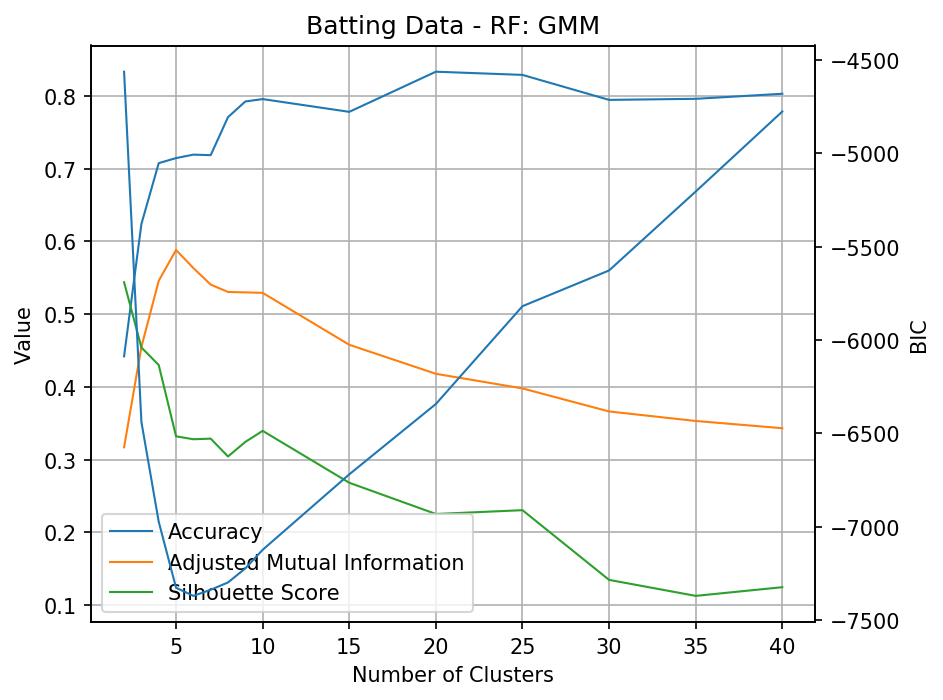 Batting Data - RF: GMM
0.8
0.7
0.6
0.5
0.4
0.3
0.2
0.1
Value
−4500
−5000
−5500
−6000
−6500
−7000
−7500
BIC
Accuracy
Adjusted Mutual Information
Silhouette Score
5 10 15 20 25 30 35 40
Number of Clusters